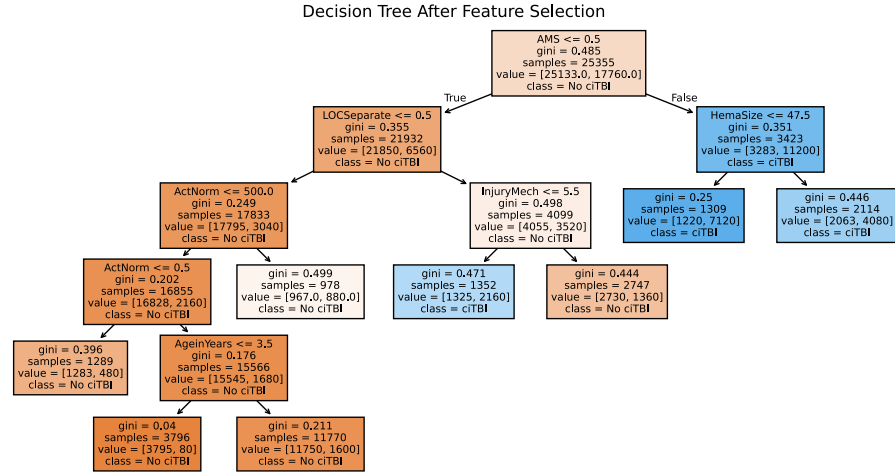 Decision Tree After Feature Selection
AMS <= 0.5
gini = 0.485
samples = 25355
value = [25133.0, 17760.0]
class = No ciTBI
True
False
LOCSeparate <= 0.5
gini = 0.355
samples = 21932
value = [21850, 6560]
class = No ciTBI
HemaSize <= 47.5
gini = 0.351
samples = 3423
value = [3283, 11200]
class = ciTBI
ActNorm <= 500.0
gini = 0.249
samples = 17833
value = [17795, 3040]
class = No ciTBI
InjuryMech <= 5.5
gini = 0.498
samples = 4099
value = [4055, 3520]
class = No ciTBI
gini = 0.25
samples = 1309
value = [1220, 7120]
class = ciTBI
gini = 0.446
samples = 2114
value = [2063, 4080]
class = ciTBI
ActNorm <= 0.5
gini = 0.202
samples = 16855
value = [16828, 2160]
class = No ciTBI
gini = 0.499
samples = 978
value = [967.0, 880.0]
class = No ciTBI
gini = 0.471
samples = 1352
value = [1325, 2160]
class = ciTBI
gini = 0.444
samples = 2747
value = [2730, 1360]
class = No ciTBI
gini = 0.396
samples = 1289
value = [1283, 480]
class = No ciTBI
AgeinYears <= 3.5
gini = 0.176
samples = 15566
value = [15545, 1680]
class = No ciTBI
gini = 0.04
samples = 3796
value = [3795, 80]
class = No ciTBI
gini = 0.211
samples = 11770
value = [11750, 1600]
class = No ciTBI